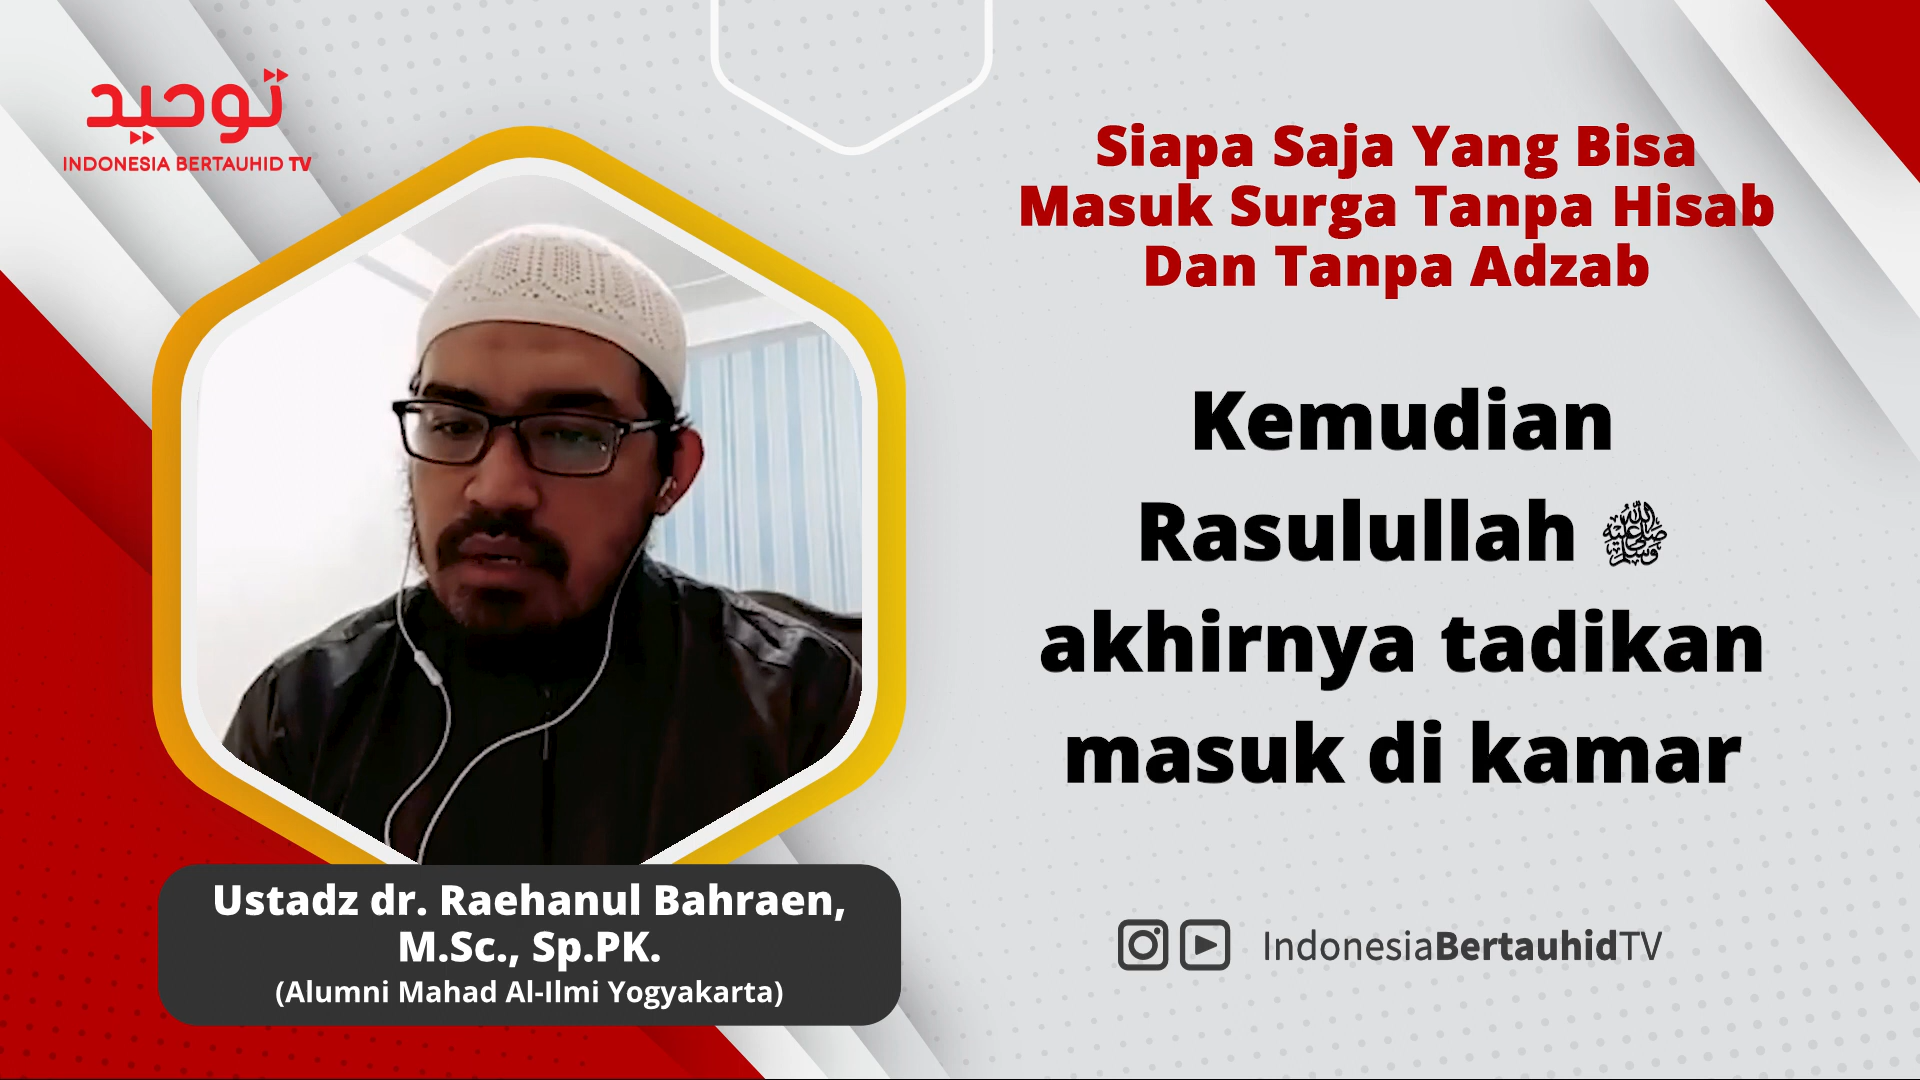 توحيد
INDONESIA BERTAUHID TV
Siapa Saja Yang Bisa
Masuk Surga Tanpa Hisab
Dan Tanpa Adzab
Kemudian
Rasulullah ﷺ
akhirnya tadikan
masuk di kamar
Ustadz dr. Raehanul Bahraen,
M.Sc., Sp.PK.
(Alumni Mahad Al-Ilmi Yogyakarta)
IndonesiaBertauhidTV